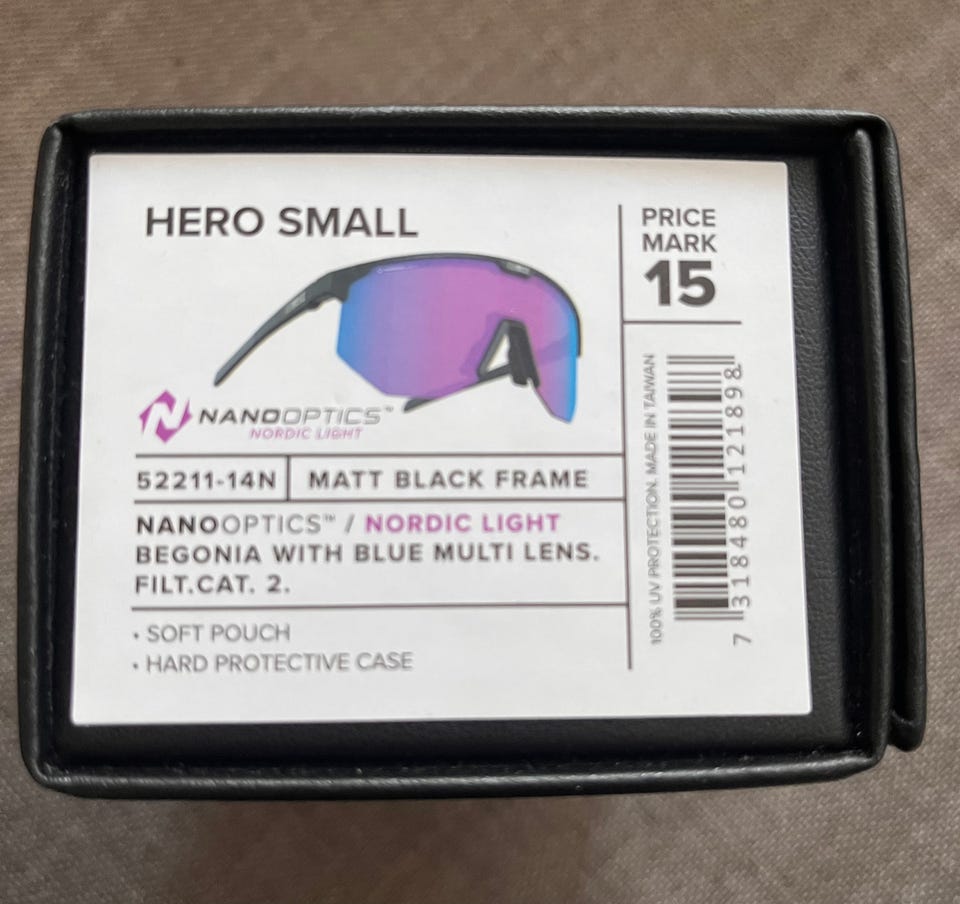 HERO SMALL
PRICE
MARK
15
NANOOPTICS™
NORDIC LIGHT
52211-14N
MATT BLACK FRAME
NANOOPTICS™ / NORDIC LIGHT
BEGONIA WITH BLUE MULTI LENS.
FILT.CAT. 2.
• SOFT POUCH
• HARD PROTECTIVE CASE
100% UV PROTECTION. MADE IN TAIWAN
7 318480 121898